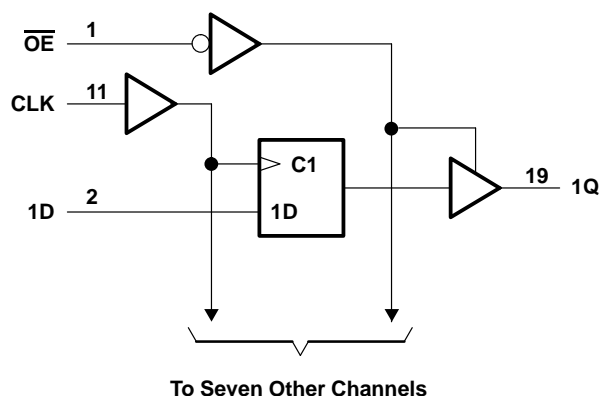 OE 1
CLK 11
C1
1D 2
1D
19 1Q
To Seven Other Channels